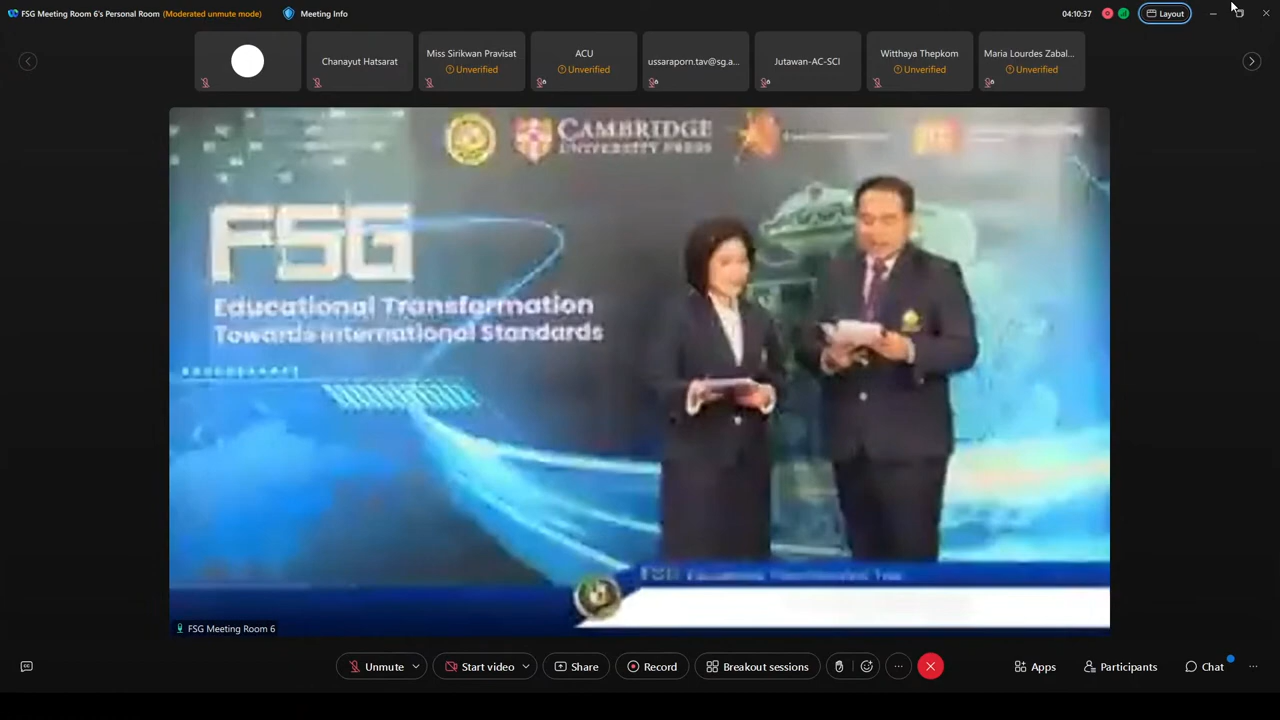 FSG Meeting Room 6's Personal Room (Moderated unmute mode) Meeting Info 04:10:37 Layout
Chanayut Hatsarat
Miss Sirikwan Pravisat
Unverified
ACU
Unverified
ussaraporn.tav@sg.a...
Jutawan-AC-SCI
Witthaya Thepkom
Unverified
Maria Lourdes Zabal...
Unverified
CAMBRIDGE
UNIVERSITY PRESS
FSG
Educational Transformation
Towards International Standards
FSG Meeting Room 6
Unmute Start video Share Record Breakout sessions Apps Participants Chat